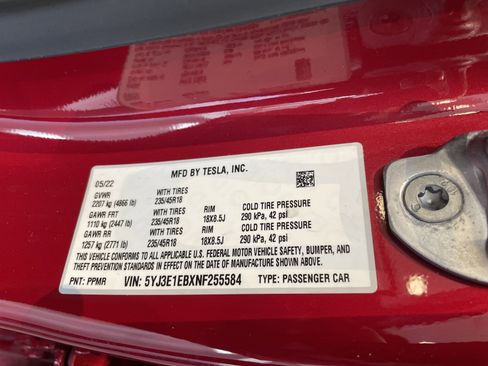 MFD BY TESLA, INC.
05/22
GVWR WITH TIRES RIM COLD TIRE PRESSURE
2207 kg (4866 lb) 235/45R18 18X8.5J 290 kPa, 42 psi
GAWR FRT WITH TIRES
1110 kg (2447 lb) 235/45R18
GAWR RR WITH TIRES RIM COLD TIRE PRESSURE
1257 kg (2771 lb) 235/45R18 18X8.5J 290 kPa, 42 psi
THIS VEHICLE CONFORMS TO ALL APPLICABLE U.S. FEDERAL MOTOR VEHICLE SAFETY, BUMPER, AND
THEFT PREVENTION STANDARDS IN EFFECT ON THE DATE OF MANUFACTURE SHOWN ABOVE.
PNT: PPMR VIN: 5YJ3E1EBXNF255584 TYPE: PASSENGER CAR